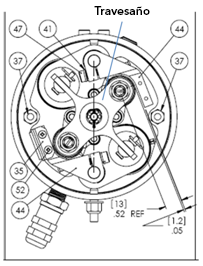 Travesaño
47 41 44
37 37
35
52
44
[13]
.52 REF
[1.2]
.05